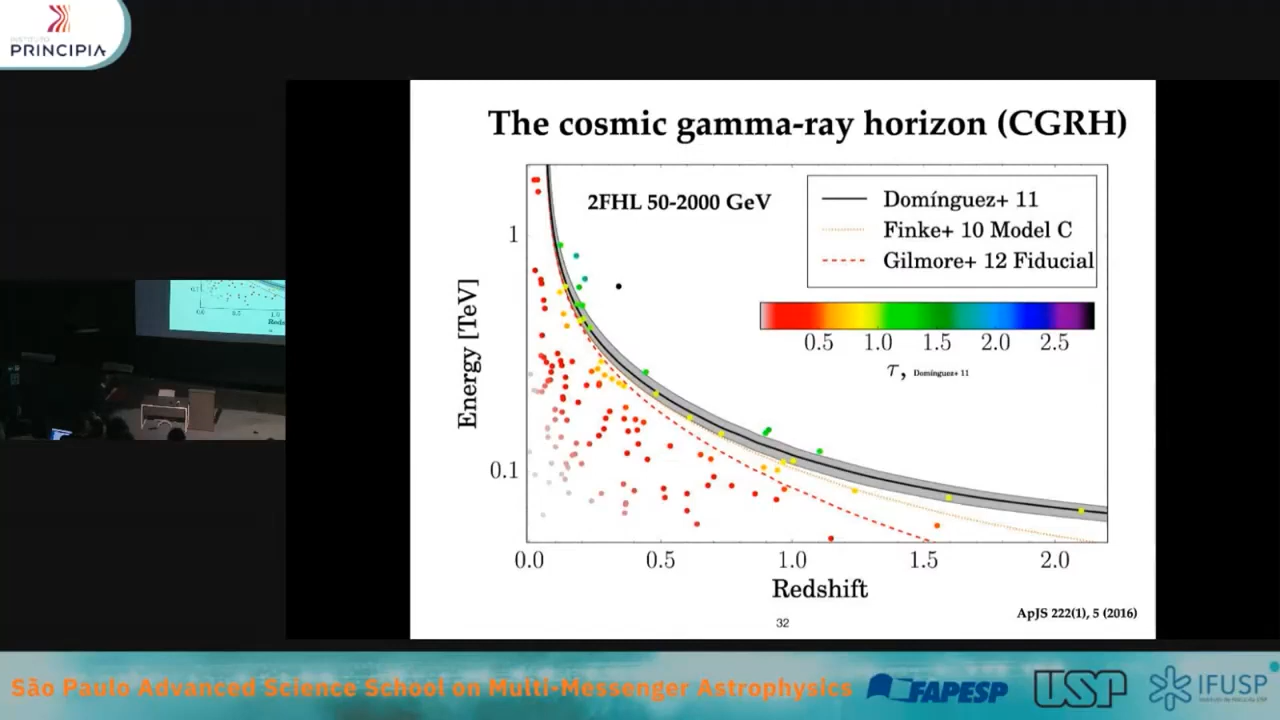 INSTITUTO
PRINCIPIA
The cosmic gamma-ray horizon (CGRH)
2FHL 50-2000 GeV
Domínguez+ 11
Finke+ 10 Model C
Gilmore+ 12 Fiducial
0.5 1.0 1.5 2.0 2.5
τ, Domínguez+ 11
Energy [TeV]
1
0.1
0.0 0.5 1.0 1.5 2.0
Redshift
ApJS 222(1), 5 (2016)
32
São Paulo Advanced Science School on Multi-Messenger Astrophysics
FAPESP
USP
IFUSP